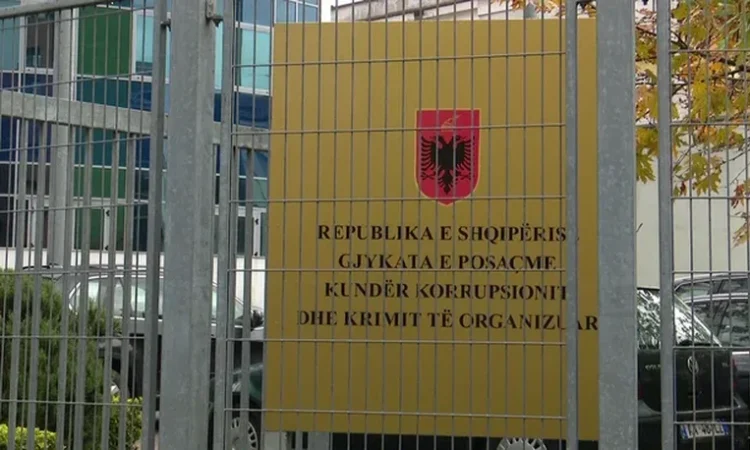 REPUBLIKA E SHQIPËRISË
GJYKATA E POSAÇME
KUNDËR KORRUPSIONIT
DHE KRIMIT TË ORGANIZUAR